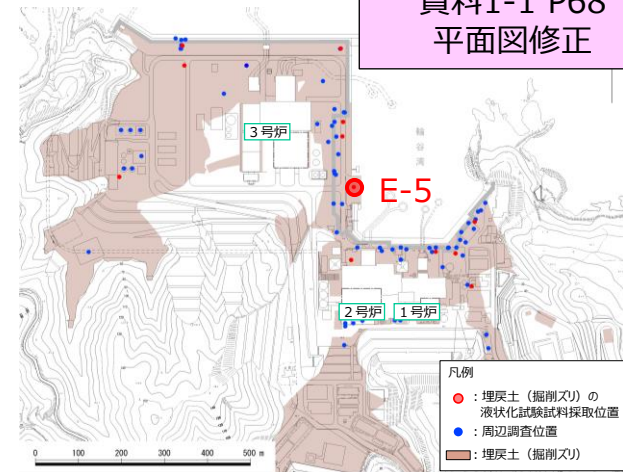 資料1-1 P68
平面図修正
輪谷湾
3号炉
E-5
2号炉
1号炉
凡例
：埋戻土（掘削ズリ）の
液状化試験試料採取位置
：周辺調査位置
：埋戻土（掘削ズリ）
0 100 200 300 400 500 m